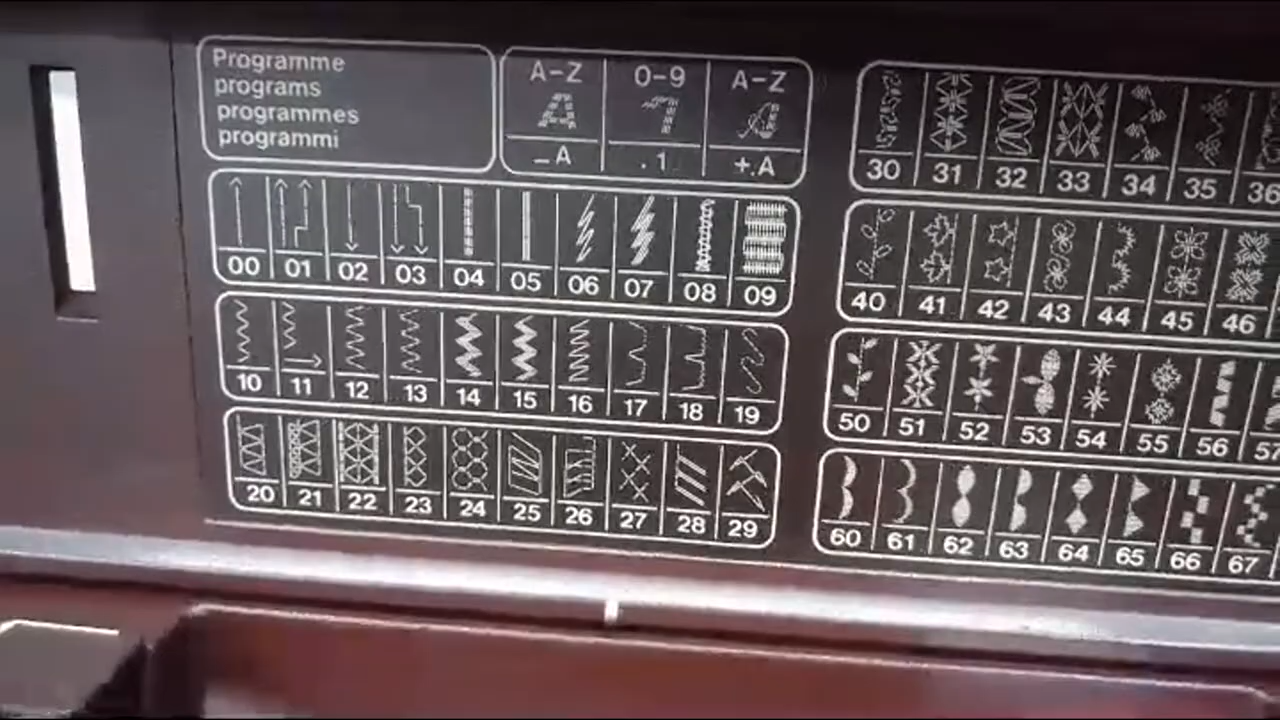 Programme
programs
programmes
programmi
A-Z 0-9 A-Z
A 7 A
-A .1 +.A
00 01 02 03 04 05 06 07 08 09
10 11 12 13 14 15 16 17 18 19
20 21 22 23 24 25 26 27 28 29
30 31 32 33 34 35 36
40 41 42 43 44 45 46
50 51 52 53 54 55 56 57
60 61 62 63 64 65 66 67